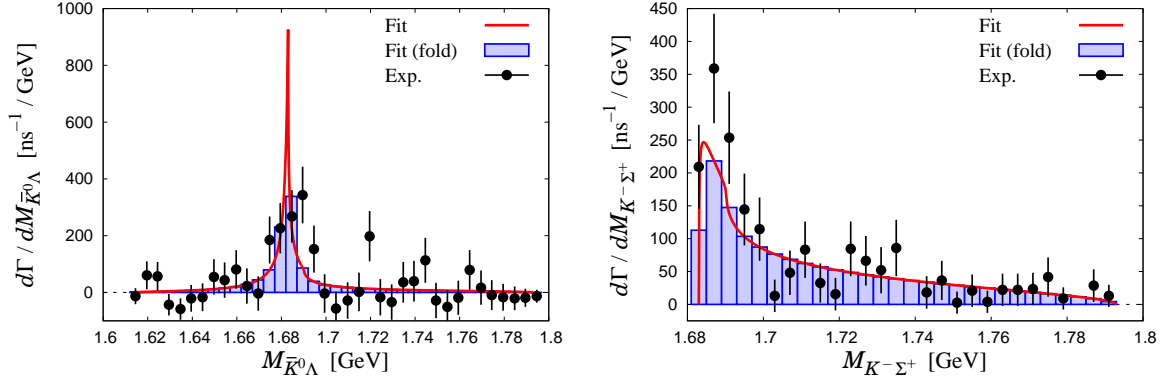 dΓ / dM_{K̄⁰Λ} [ns⁻¹ / GeV]
1000
800
600
400
200
0
Fit
Fit (fold)
Exp.
1.6 1.62 1.64 1.66 1.68 1.7 1.72 1.74 1.76 1.78 1.8
M_{K̄⁰Λ} [GeV]
dΓ / dM_{K⁻Σ⁺} [ns⁻¹ / GeV]
450
400
350
300
250
200
150
100
50
0
Fit
Fit (fold)
Exp.
1.68 1.7 1.72 1.74 1.76 1.78 1.8
M_{K⁻Σ⁺} [GeV]